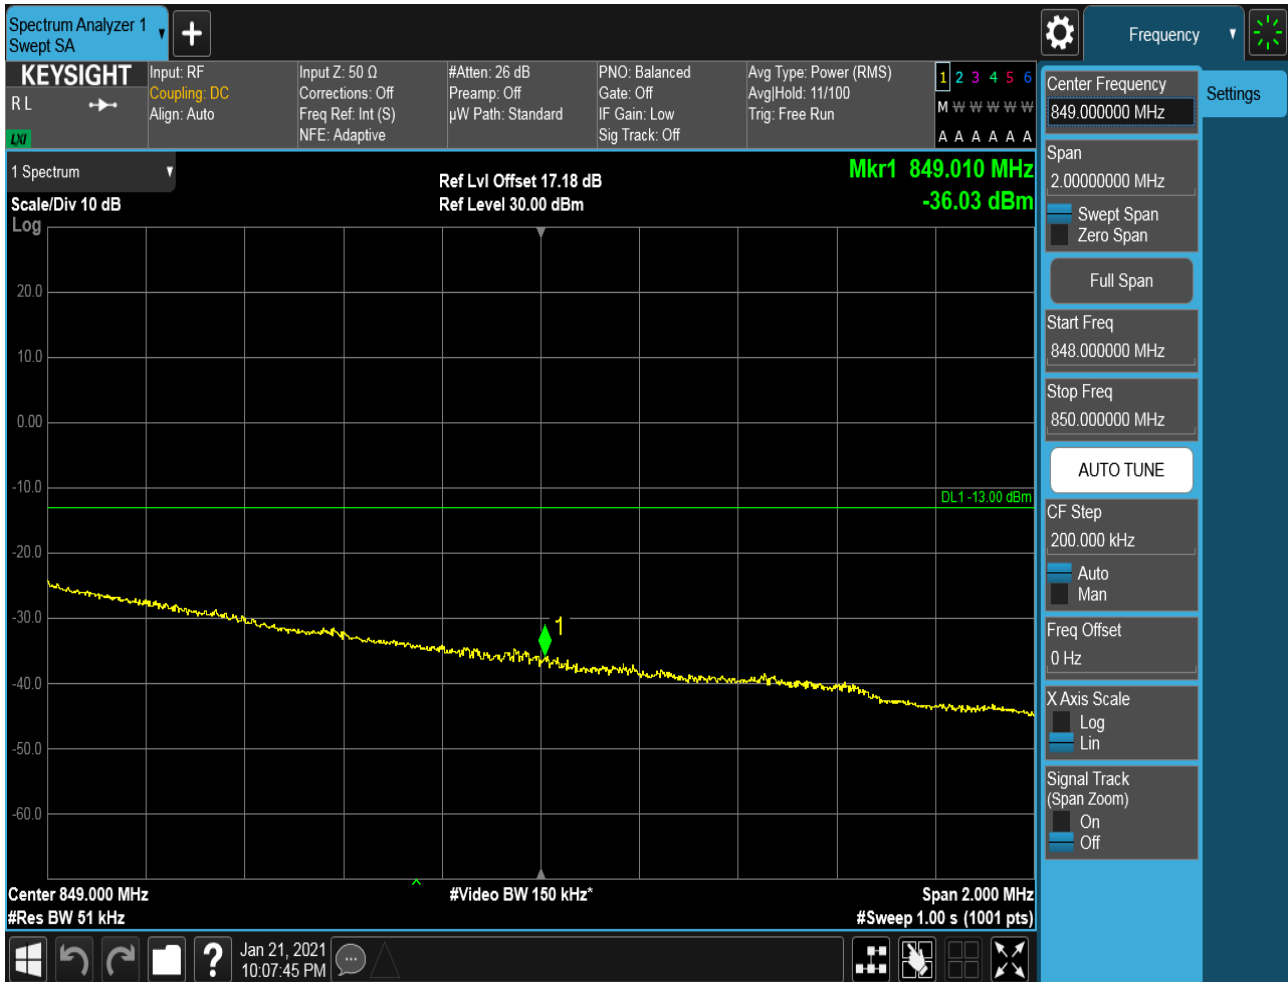 Spectrum Analyzer 1
Swept SA
Frequency
KEYSIGHT
R L
LXI
Input: RF
Coupling: DC
Align: Auto
Input Z: 50 Ω
Corrections: Off
Freq Ref: Int (S)
NFE: Adaptive
#Atten: 26 dB
Preamp: Off
µW Path: Standard
PNO: Balanced
Gate: Off
IF Gain: Low
Sig Track: Off
Avg Type: Power (RMS)
Avg|Hold: 11/100
Trig: Free Run
1 2 3 4 5 6
M W W W W W
A A A A A A
1 Spectrum
Scale/Div 10 dB
Log
Ref Lvl Offset 17.18 dB
Ref Level 30.00 dBm
Mkr1 849.010 MHz
-36.03 dBm
20.0
10.0
0.00
-10.0
DL1 -13.00 dBm
-20.0
-30.0
1
-40.0
-50.0
-60.0
Center 849.000 MHz
#Video BW 150 kHz*
Span 2.000 MHz
#Res BW 51 kHz
#Sweep 1.00 s (1001 pts)
?
Jan 21, 2021
10:07:45 PM
Center Frequency
849.000000 MHz
Settings
Span
2.00000000 MHz
Swept Span
Zero Span
Full Span
Start Freq
848.000000 MHz
Stop Freq
850.000000 MHz
AUTO TUNE
CF Step
200.000 kHz
Auto
Man
Freq Offset
0 Hz
X Axis Scale
Log
Lin
Signal Track
(Span Zoom)
On
Off